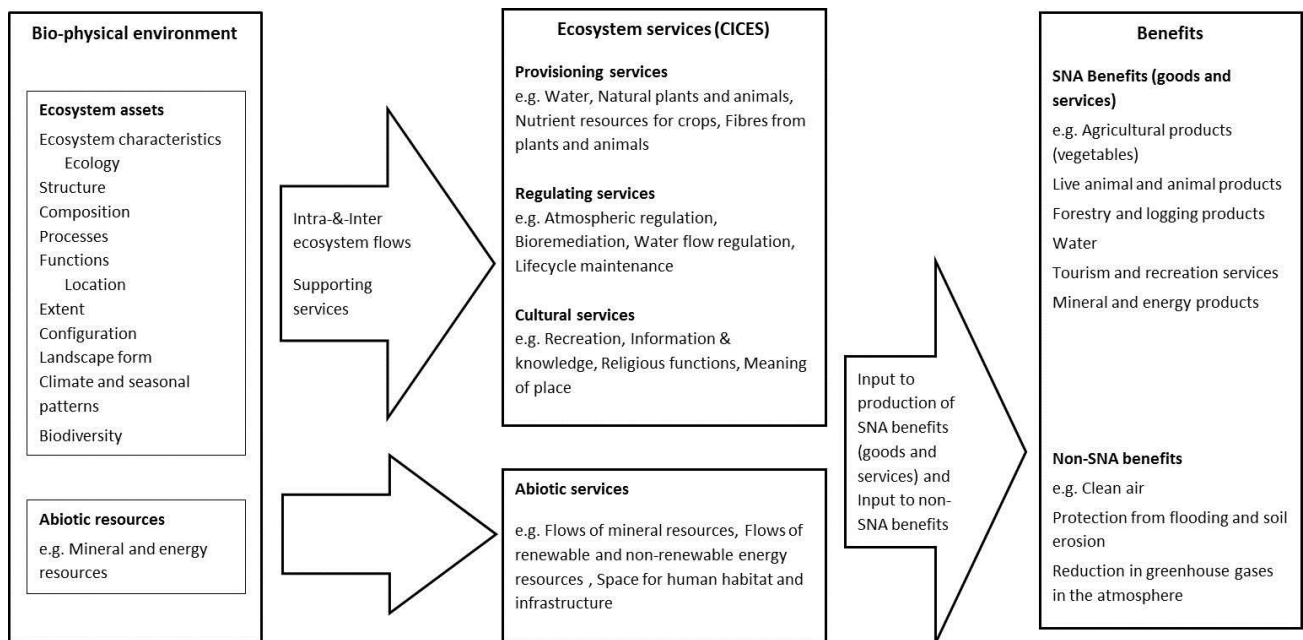 Bio-physical environment
Ecosystem assets
Ecosystem characteristics
Ecology
Structure
Composition
Processes
Functions
Location
Extent
Configuration
Landscape form
Climate and seasonal
patterns
Biodiversity
Abiotic resources
e.g. Mineral and energy
resources
Intra-&-Inter
ecosystem flows
Supporting
services
Ecosystem services (CICES)
Provisioning services
e.g. Water, Natural plants and animals,
Nutrient resources for crops, Fibres from
plants and animals
Regulating services
e.g. Atmospheric regulation,
Bioremediation, Water flow regulation,
Lifecycle maintenance
Cultural services
e.g. Recreation, Information &
knowledge, Religious functions, Meaning
of place
Abiotic services
e.g. Flows of mineral resources, Flows of
renewable and non-renewable energy
resources , Space for human habitat and
infrastructure
Input to
production of
SNA benefits
(goods and
services) and
Input to non-
SNA benefits
Benefits
SNA Benefits (goods and
services)
e.g. Agricultural products
(vegetables)
Live animal and animal products
Forestry and logging products
Water
Tourism and recreation services
Mineral and energy products
Non-SNA benefits
e.g. Clean air
Protection from flooding and soil
erosion
Reduction in greenhouse gases
in the atmosphere